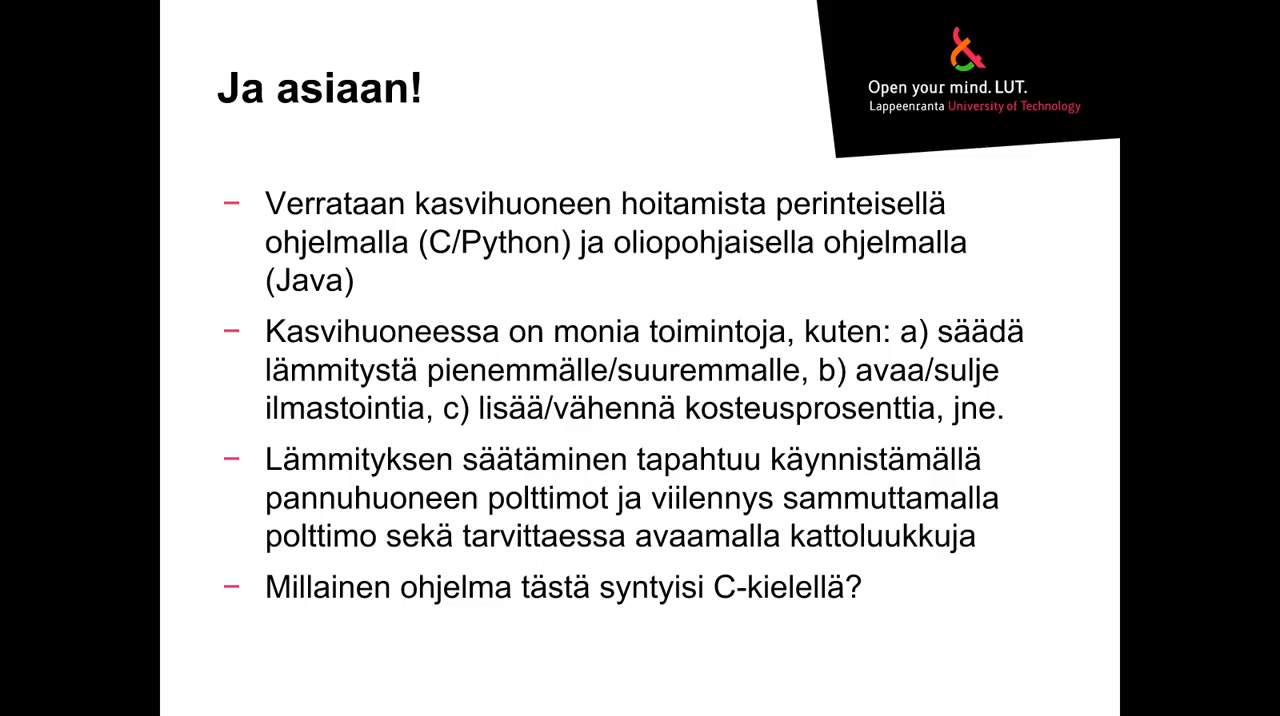 Ja asiaan!
Open your mind. LUT.
Lappeenranta University of Technology
– Verrataan kasvihuoneen hoitamista perinteisellä
ohjelmalla (C/Python) ja oliopohjaisella ohjelmalla
(Java)
– Kasvihuoneessa on monia toimintoja, kuten: a) säädä
lämmitystä pienemmälle/suuremmalle, b) avaa/sulje
ilmastointia, c) lisää/vähennä kosteusprosenttia, jne.
– Lämmityksen säätäminen tapahtuu käynnistämällä
pannuhuoneen polttimot ja viilennys sammuttamalla
polttimo sekä tarvittaessa avaamalla kattoluukkuja
– Millainen ohjelma tästä syntyisi C-kielellä?